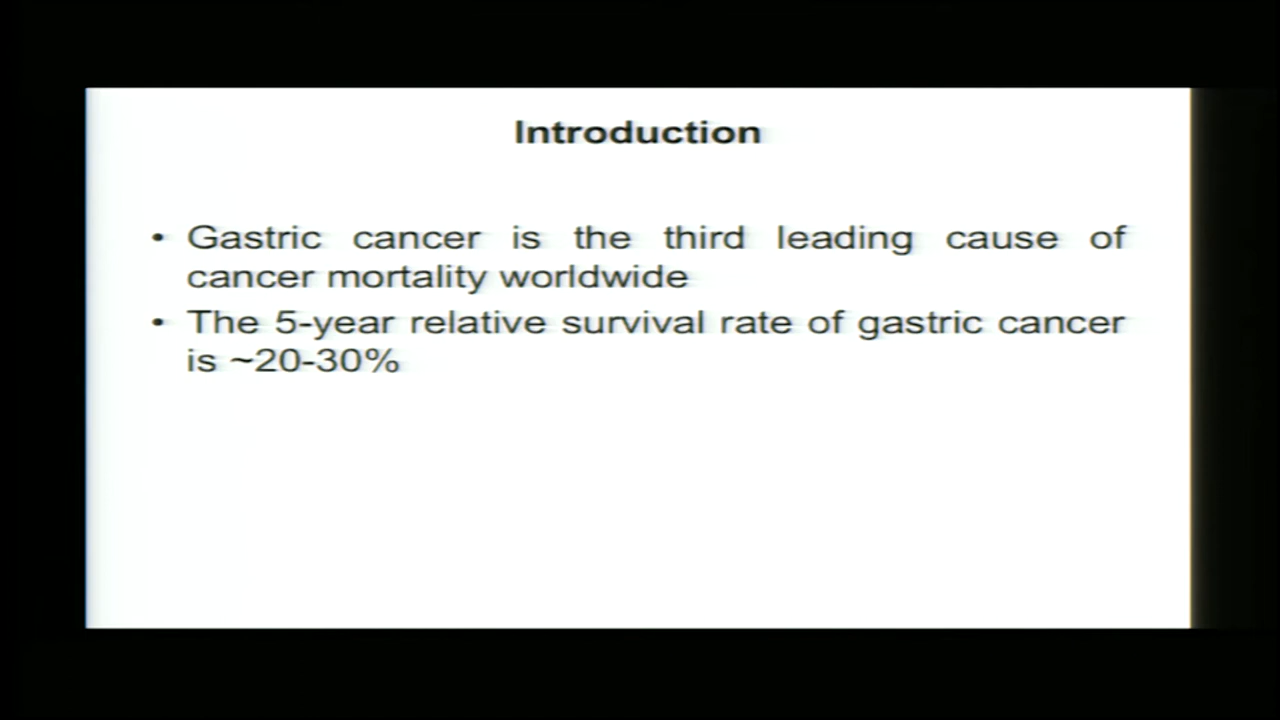 Introduction
• Gastric cancer is the third leading cause of
cancer mortality worldwide
• The 5-year relative survival rate of gastric cancer
is ~20-30%